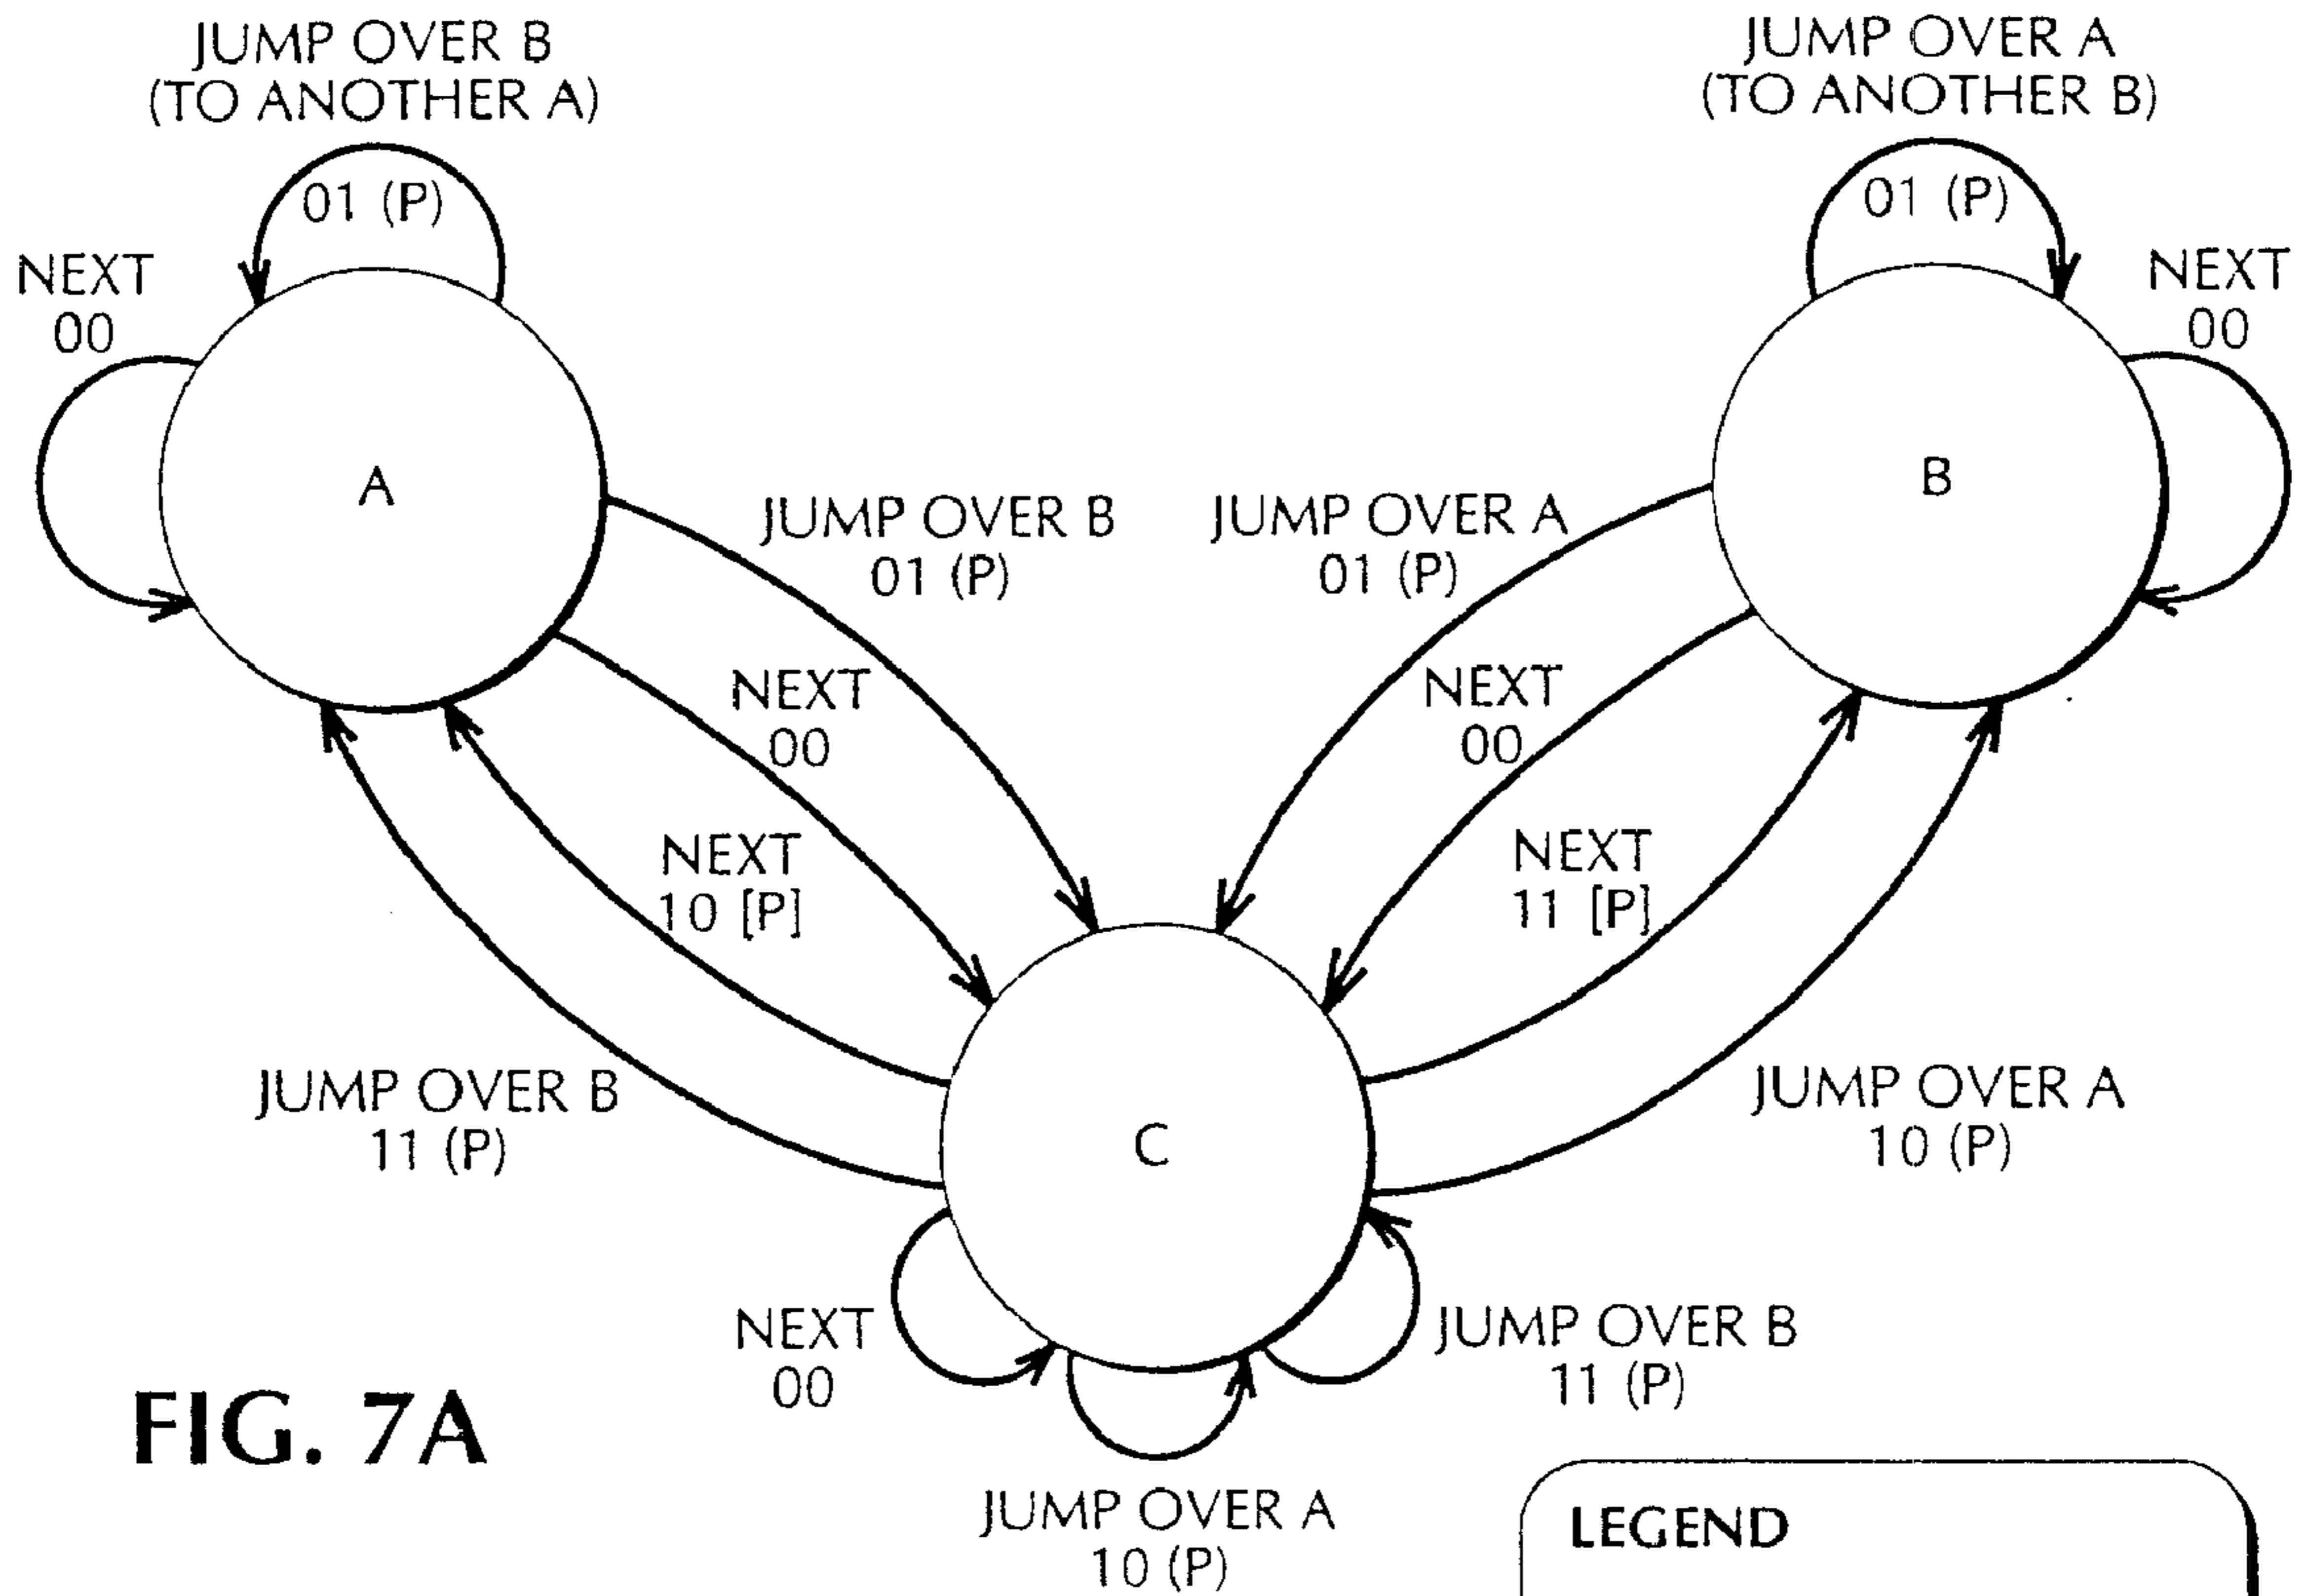 JUMP OVER B
(TO ANOTHER A)
01 (P)
NEXT
00
A
JUMP OVER A
(TO ANOTHER B)
01 (P)
NEXT
00
B
JUMP OVER B
01 (P)
JUMP OVER A
01 (P)
NEXT
00
NEXT
00
NEXT
10 [P]
NEXT
11 [P]
JUMP OVER B
11 (P)
C
JUMP OVER A
10 (P)
NEXT
00
JUMP OVER B
11 (P)
JUMP OVER A
10 (P)
FIG. 7A
LEGEND